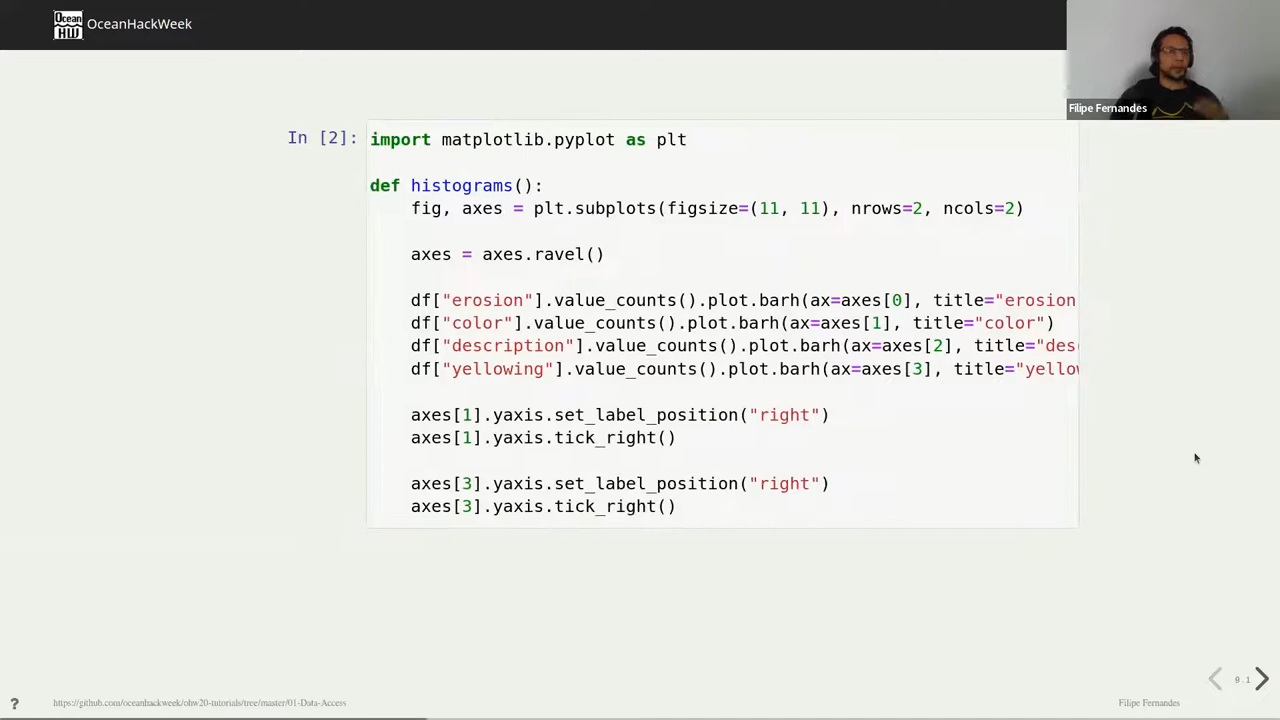 Ocean
HW
OceanHackWeek
Filipe Fernandes
In [2]:
import matplotlib.pyplot as plt
def histograms():
fig, axes = plt.subplots(figsize=(11, 11), nrows=2, ncols=2)
axes = axes.ravel()
df["erosion"].value_counts().plot.barh(ax=axes[0], title="erosion
df["color"].value_counts().plot.barh(ax=axes[1], title="color")
df["description"].value_counts().plot.barh(ax=axes[2], title="des
df["yellowing"].value_counts().plot.barh(ax=axes[3], title="yello
axes[1].yaxis.set_label_position("right")
axes[1].yaxis.tick_right()
axes[3].yaxis.set_label_position("right")
axes[3].yaxis.tick_right()
9.1
?
https://github.com/oceanhackweek/ohw20-tutorials/tree/master/01-Data-Access
Filipe Fernandes